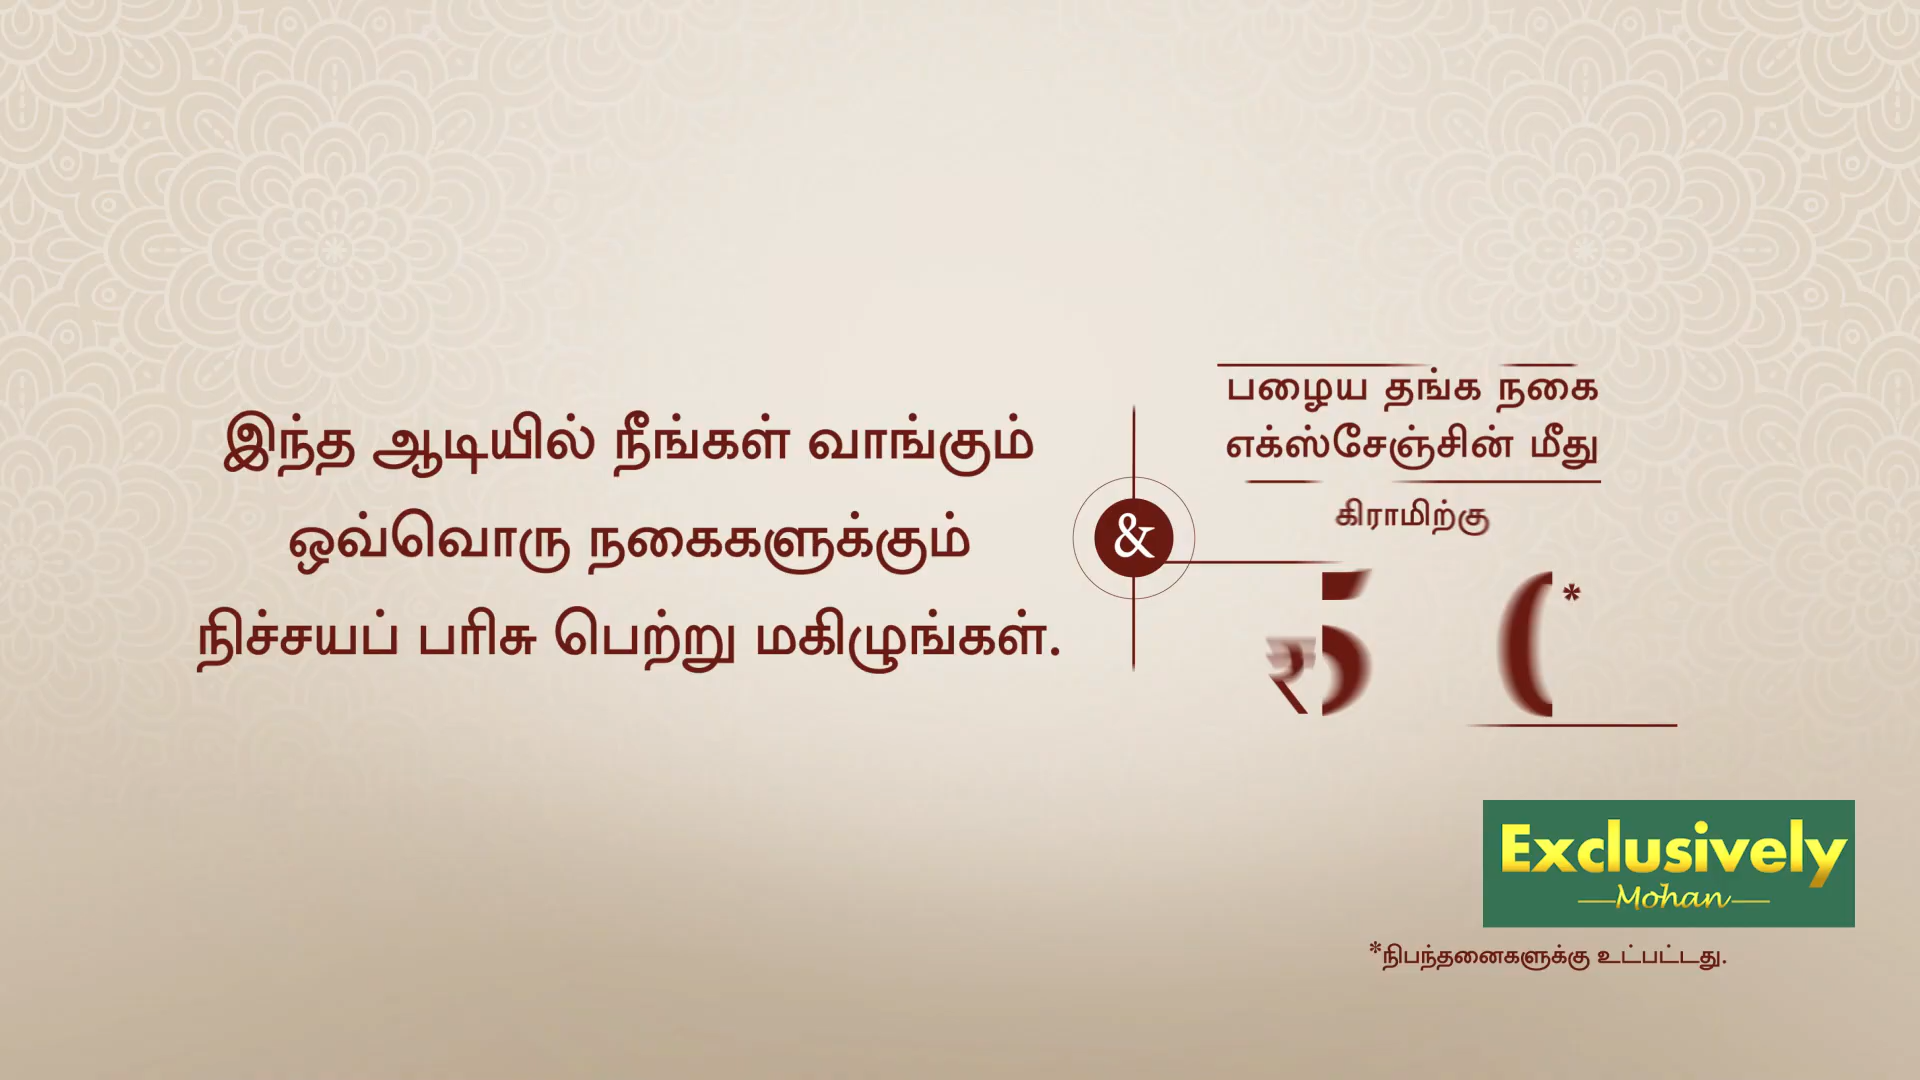 இந்த ஆடியில் நீங்கள் வாங்கும்
ஒவ்வொரு நகைகளுக்கும்
நிச்சயப் பரிசு பெற்று மகிழுங்கள்.
&
பழைய தங்க நகை
எக்ஸ்சேஞ்சின் மீது
கிராமிற்கு
Exclusively
Mohan
*நிபந்தனைகளுக்கு உட்பட்டது.